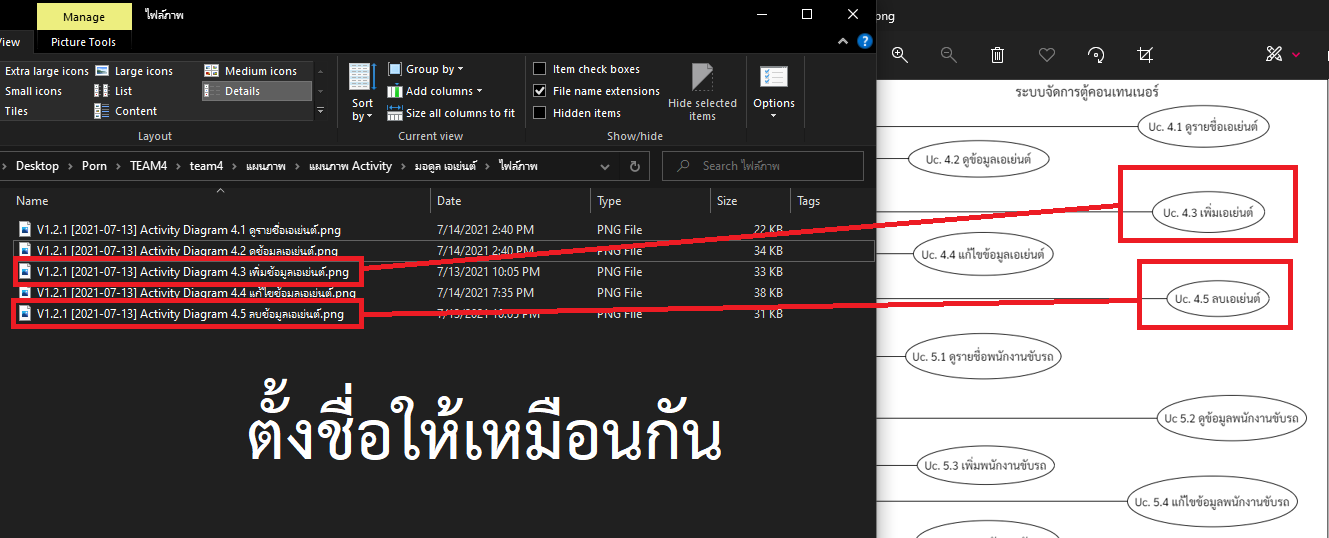 Manage
ไฟล์ภาพ
View
Picture Tools
Extra large icons
Large icons
Medium icons
Small icons
List
Details
Tiles
Content
Layout
Sort by
Group by
Add columns
Size all columns to fit
Current view
Item check boxes
File name extensions
Hidden items
Hide selected items
Show/hide
Options
Desktop > Porn > TEAM4 > team4 > แผนภาพ > แผนภาพ Activity > มอดูล เอเย่นต์ > ไฟล์ภาพ
Search ไฟล์ภาพ
Name Date Type Size Tags
V1.2.1 [2021-07-13] Activity Diagram 4.1 ดูรายชื่อเอเย่นต์.png 7/14/2021 2:40 PM PNG File 22 KB
V1.2.1 [2021-07-13] Activity Diagram 4.2 ดูข้อมูลเอเย่นต์.png 7/14/2021 2:40 PM PNG File 34 KB
V1.2.1 [2021-07-13] Activity Diagram 4.3 เพิ่มข้อมูลเอเย่นต์.png 7/13/2021 10:05 PM PNG File 33 KB
V1.2.1 [2021-07-13] Activity Diagram 4.4 แก้ไขข้อมูลเอเย่นต์.png 7/14/2021 7:35 PM PNG File 38 KB
V1.2.1 [2021-07-13] Activity Diagram 4.5 ลบข้อมูลเอเย่นต์.png 7/13/2021 10:05 PM PNG File 31 KB
ตั้งชื่อให้เหมือนกัน
png
ระบบจัดการตู้คอนเทนเนอร์
Uc. 4.1 ดูรายชื่อเอเย่นต์
Uc. 4.2 ดูข้อมูลเอเย่นต์
Uc. 4.3 เพิ่มเอเย่นต์
Uc. 4.4 แก้ไขข้อมูลเอเย่นต์
Uc. 4.5 ลบเอเย่นต์
Uc. 5.1 ดูรายชื่อพนักงานขับรถ
Uc 5.2 ดูข้อมูลพนักงานขับรถ
Uc. 5.3 เพิ่มพนักงานขับรถ
Uc. 5.4 แก้ไขข้อมูลพนักงานขับรถ